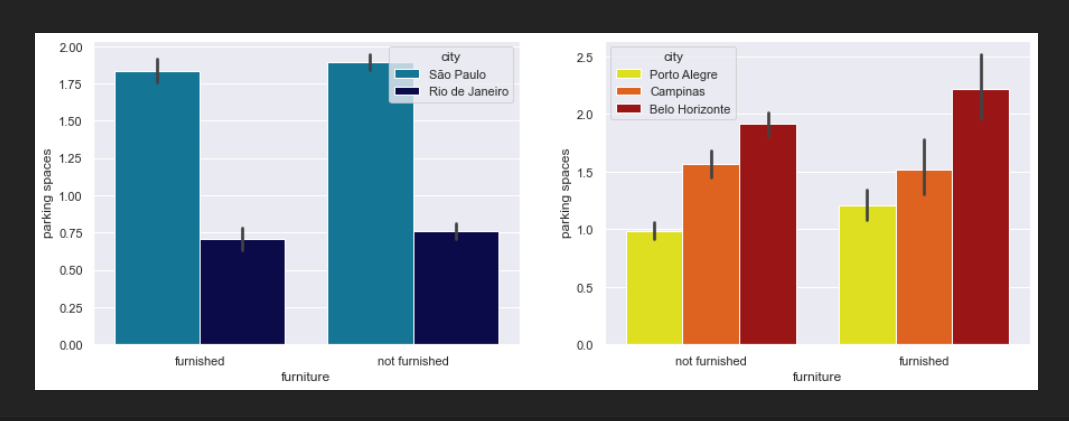 city
São Paulo
Rio de Janeiro
2.00
1.75
1.50
1.25
1.00
0.75
0.50
0.25
0.00
parking spaces
furnished
not furnished
furniture
city
Porto Alegre
Campinas
Belo Horizonte
2.5
2.0
1.5
1.0
0.5
0.0
parking spaces
not furnished
furnished
furniture